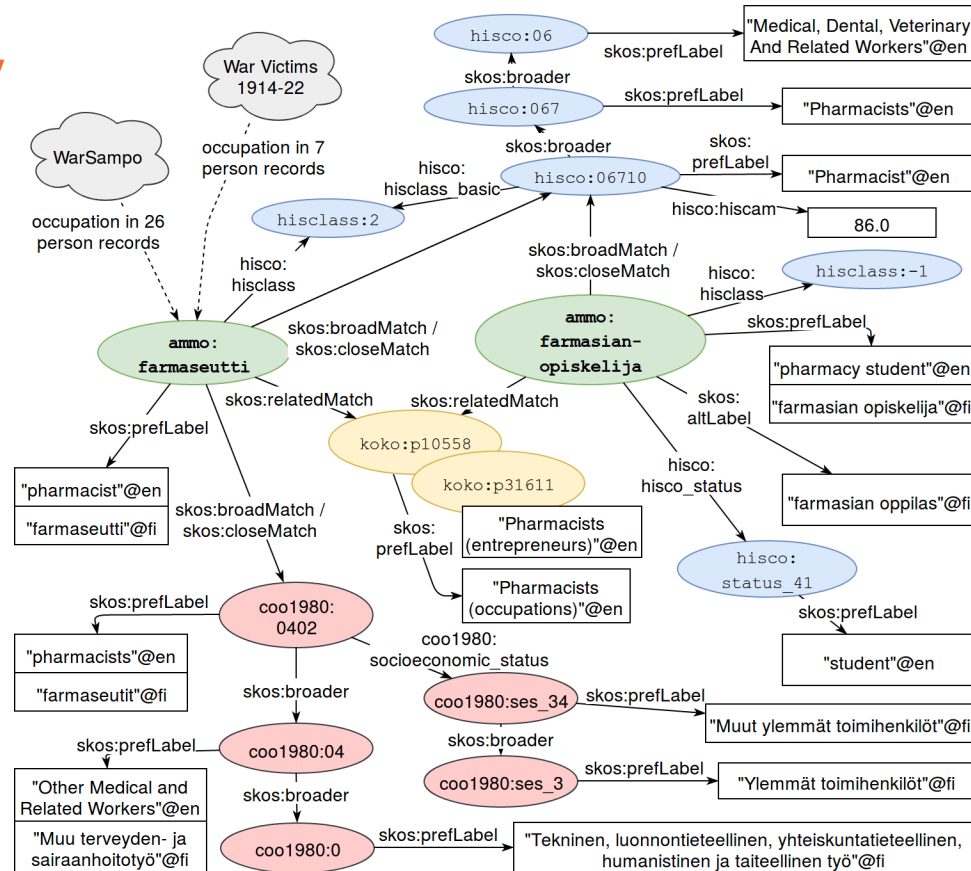 hisco:06
skos:prefLabel
"Medical, Dental, Veterinary
And Related Workers"@en
War Victims
1914-22
skos:broader
hisco:067
skos:prefLabel
"Pharmacists"@en
WarSampo
occupation in 7
person records
skos:broader
hisco:
hisclass_basic
hisco:06710
skos:
prefLabel
"Pharmacist"@en
occupation in 26
person records
hisclass:2
hisco:hiscam
86.0
skos:broadMatch /
skos:closeMatch
hisco:
hisclass
hisco:
hisclass
hisclass:-1
ammo:
farmaseutti
skos:broadMatch /
skos:closeMatch
ammo:
farmasian-
opiskelija
skos:prefLabel
"pharmacy student"@en
"farmasian opiskelija"@fi
skos:relatedMatch
skos:relatedMatch
skos:
altLabel
skos:prefLabel
koko:p10558
koko:p31611
hisco:
hisco_status
"pharmacist"@en
"farmaseutti"@fi
"farmasian oppilas"@fi
skos:broadMatch /
skos:closeMatch
skos:
prefLabel
"Pharmacists
(entrepreneurs)"@en
hisco:
status_41
"Pharmacists
(occupations)"@en
skos:prefLabel
coo1980:
0402
skos:prefLabel
"student"@en
"pharmacists"@en
"farmaseutit"@fi
coo1980:
socioeconomic_status
skos:broader
coo1980:ses_34
skos:prefLabel
"Muut ylemmät toimihenkilöt"@fi
skos:prefLabel
coo1980:04
skos:broader
"Other Medical and
Related Workers"@en
"Muu terveyden- ja
sairaanhoitotyö"@fi
skos:broader
coo1980:ses_3
skos:prefLabel
"Ylemmät toimihenkilöt"@fi
coo1980:0
skos:prefLabel
"Tekninen, luonnontieteellinen, yhteiskuntatieteellinen,
humanistinen ja taiteellinen työ"@fi